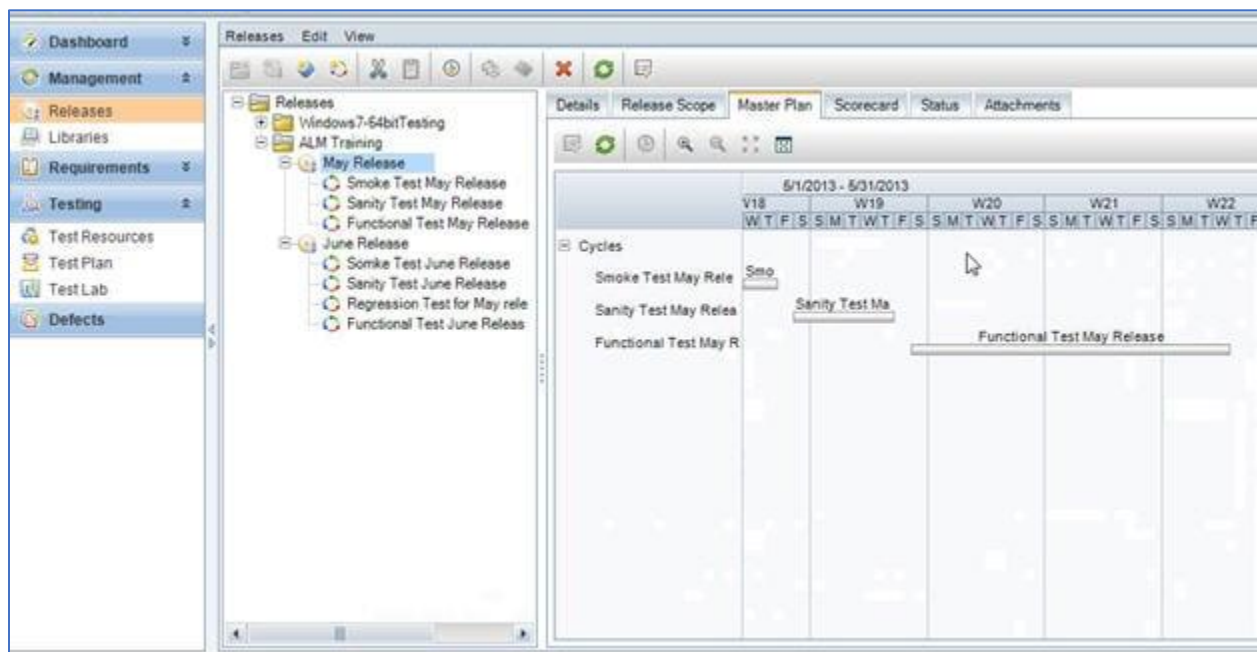 Dashboard
Management
Releases
Libraries
Requirements
Testing
Test Resources
Test Plan
Test Lab
Defects
Releases Edit View
Releases
Windows7-64bitTesting
ALM Training
May Release
Smoke Test May Release
Sanity Test May Release
Functional Test May Release
June Release
Somke Test June Release
Sanity Test June Release
Regression Test for May rele
Functional Test June Releas
Details Release Scope Master Plan Scorecard Status Attachments
5/1/2013 - 5/31/2013
V18 W19 W20 W21 W22
W T F S S M T W T F S S M T W T F S S M T W T F S S M T W T F
Cycles
Smoke Test May Rele Smo
Sanity Test May Relea Sanity Test Ma
Functional Test May R Functional Test May Release